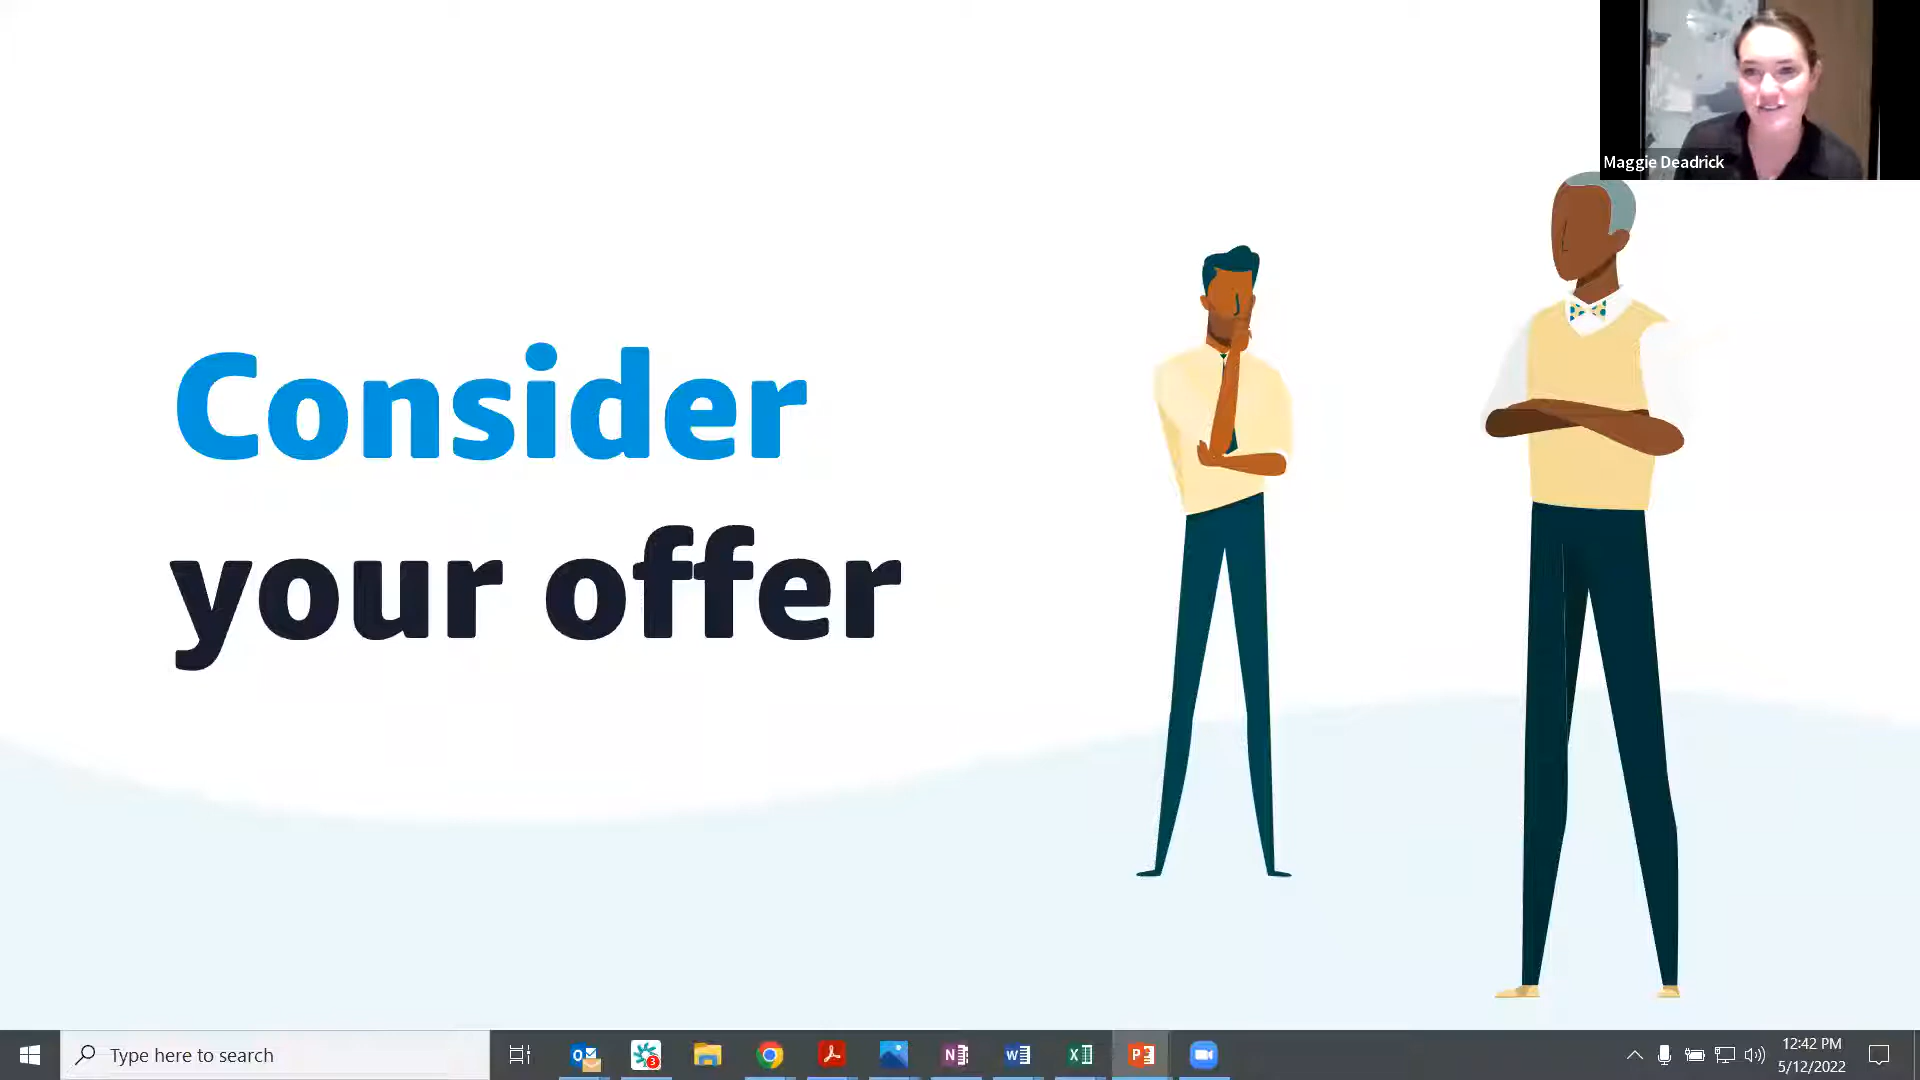 Maggie Deadrick
Consider
your offer
Type here to search
12:42 PM
5/12/2022